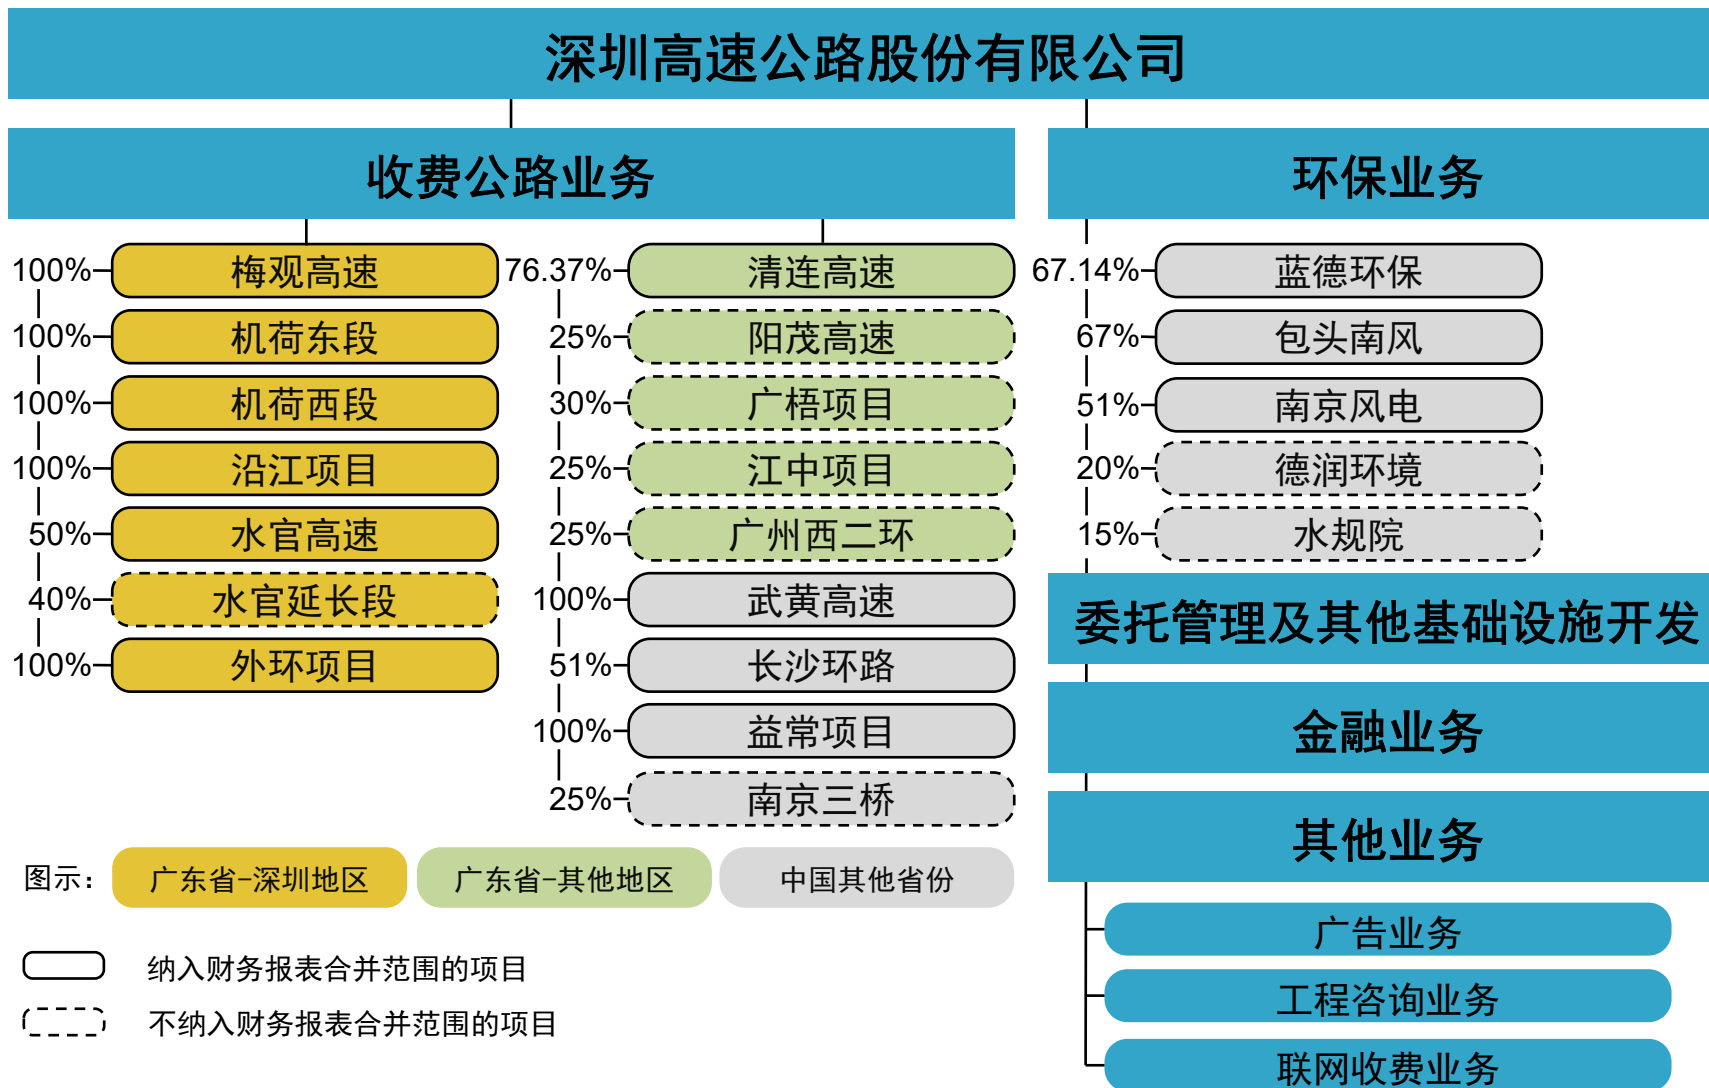 深圳高速公路股份有限公司
收费公路业务
100% 梅观高速
100% 机荷东段
100% 机荷西段
100% 沿江项目
50% 水官高速
40% 水官延长段
100% 外环项目
76.37% 清连高速
25% 阳茂高速
30% 广梧项目
25% 江中项目
25% 广州西二环
100% 武黄高速
51% 长沙环路
100% 益常项目
25% 南京三桥
环保业务
67.14% 蓝德环保
67% 包头南风
51% 南京风电
20% 德润环境
15% 水规院
委托管理及其他基础设施开发
金融业务
其他业务
广告业务
工程咨询业务
联网收费业务
图示： 广东省-深圳地区 广东省-其他地区 中国其他省份
纳入财务报表合并范围的项目
不纳入财务报表合并范围的项目